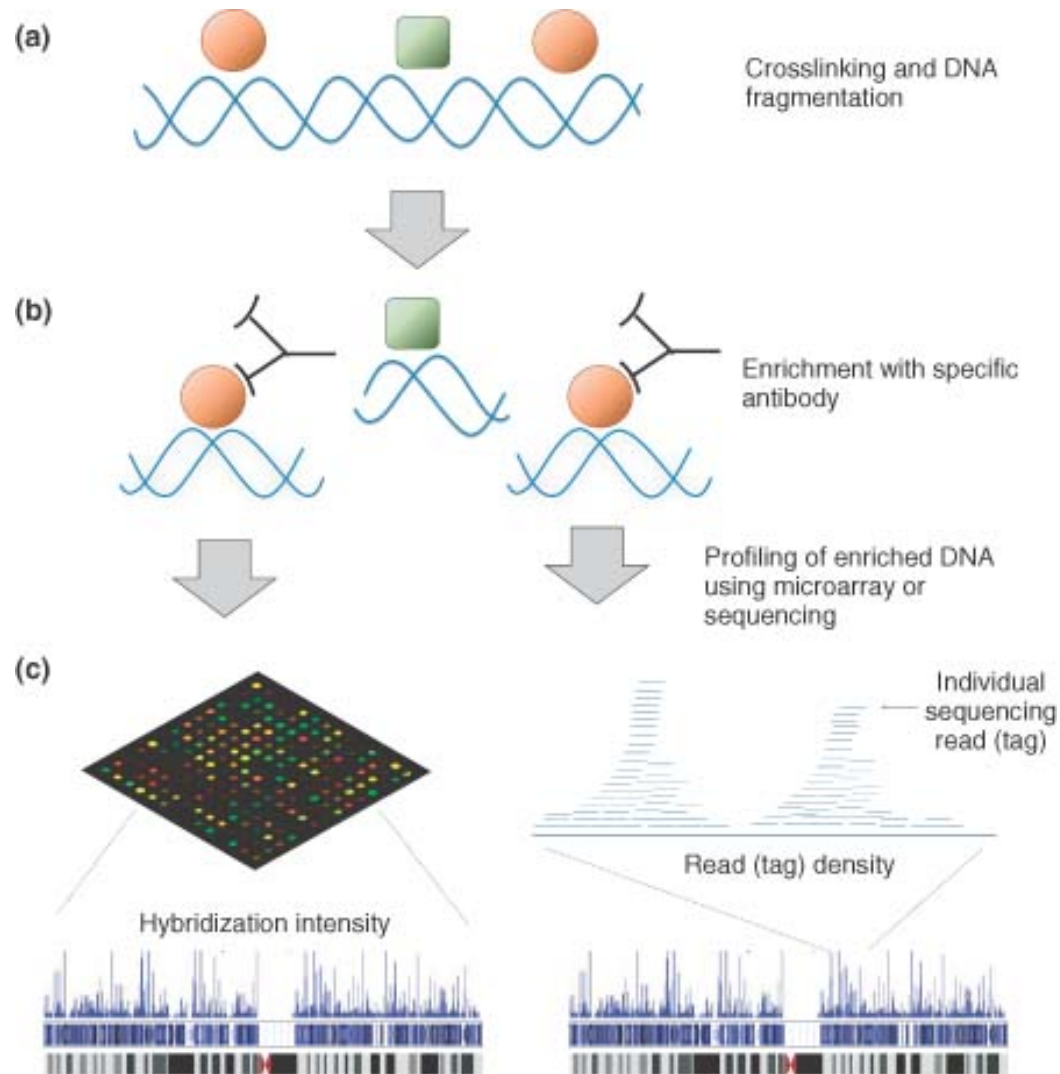 (a)
Crosslinking and DNA
fragmentation
(b)
Enrichment with specific
antibody
Profiling of enriched DNA
using microarray or
sequencing
(c)
Individual
sequencing
read (tag)
Read (tag) density
Hybridization intensity